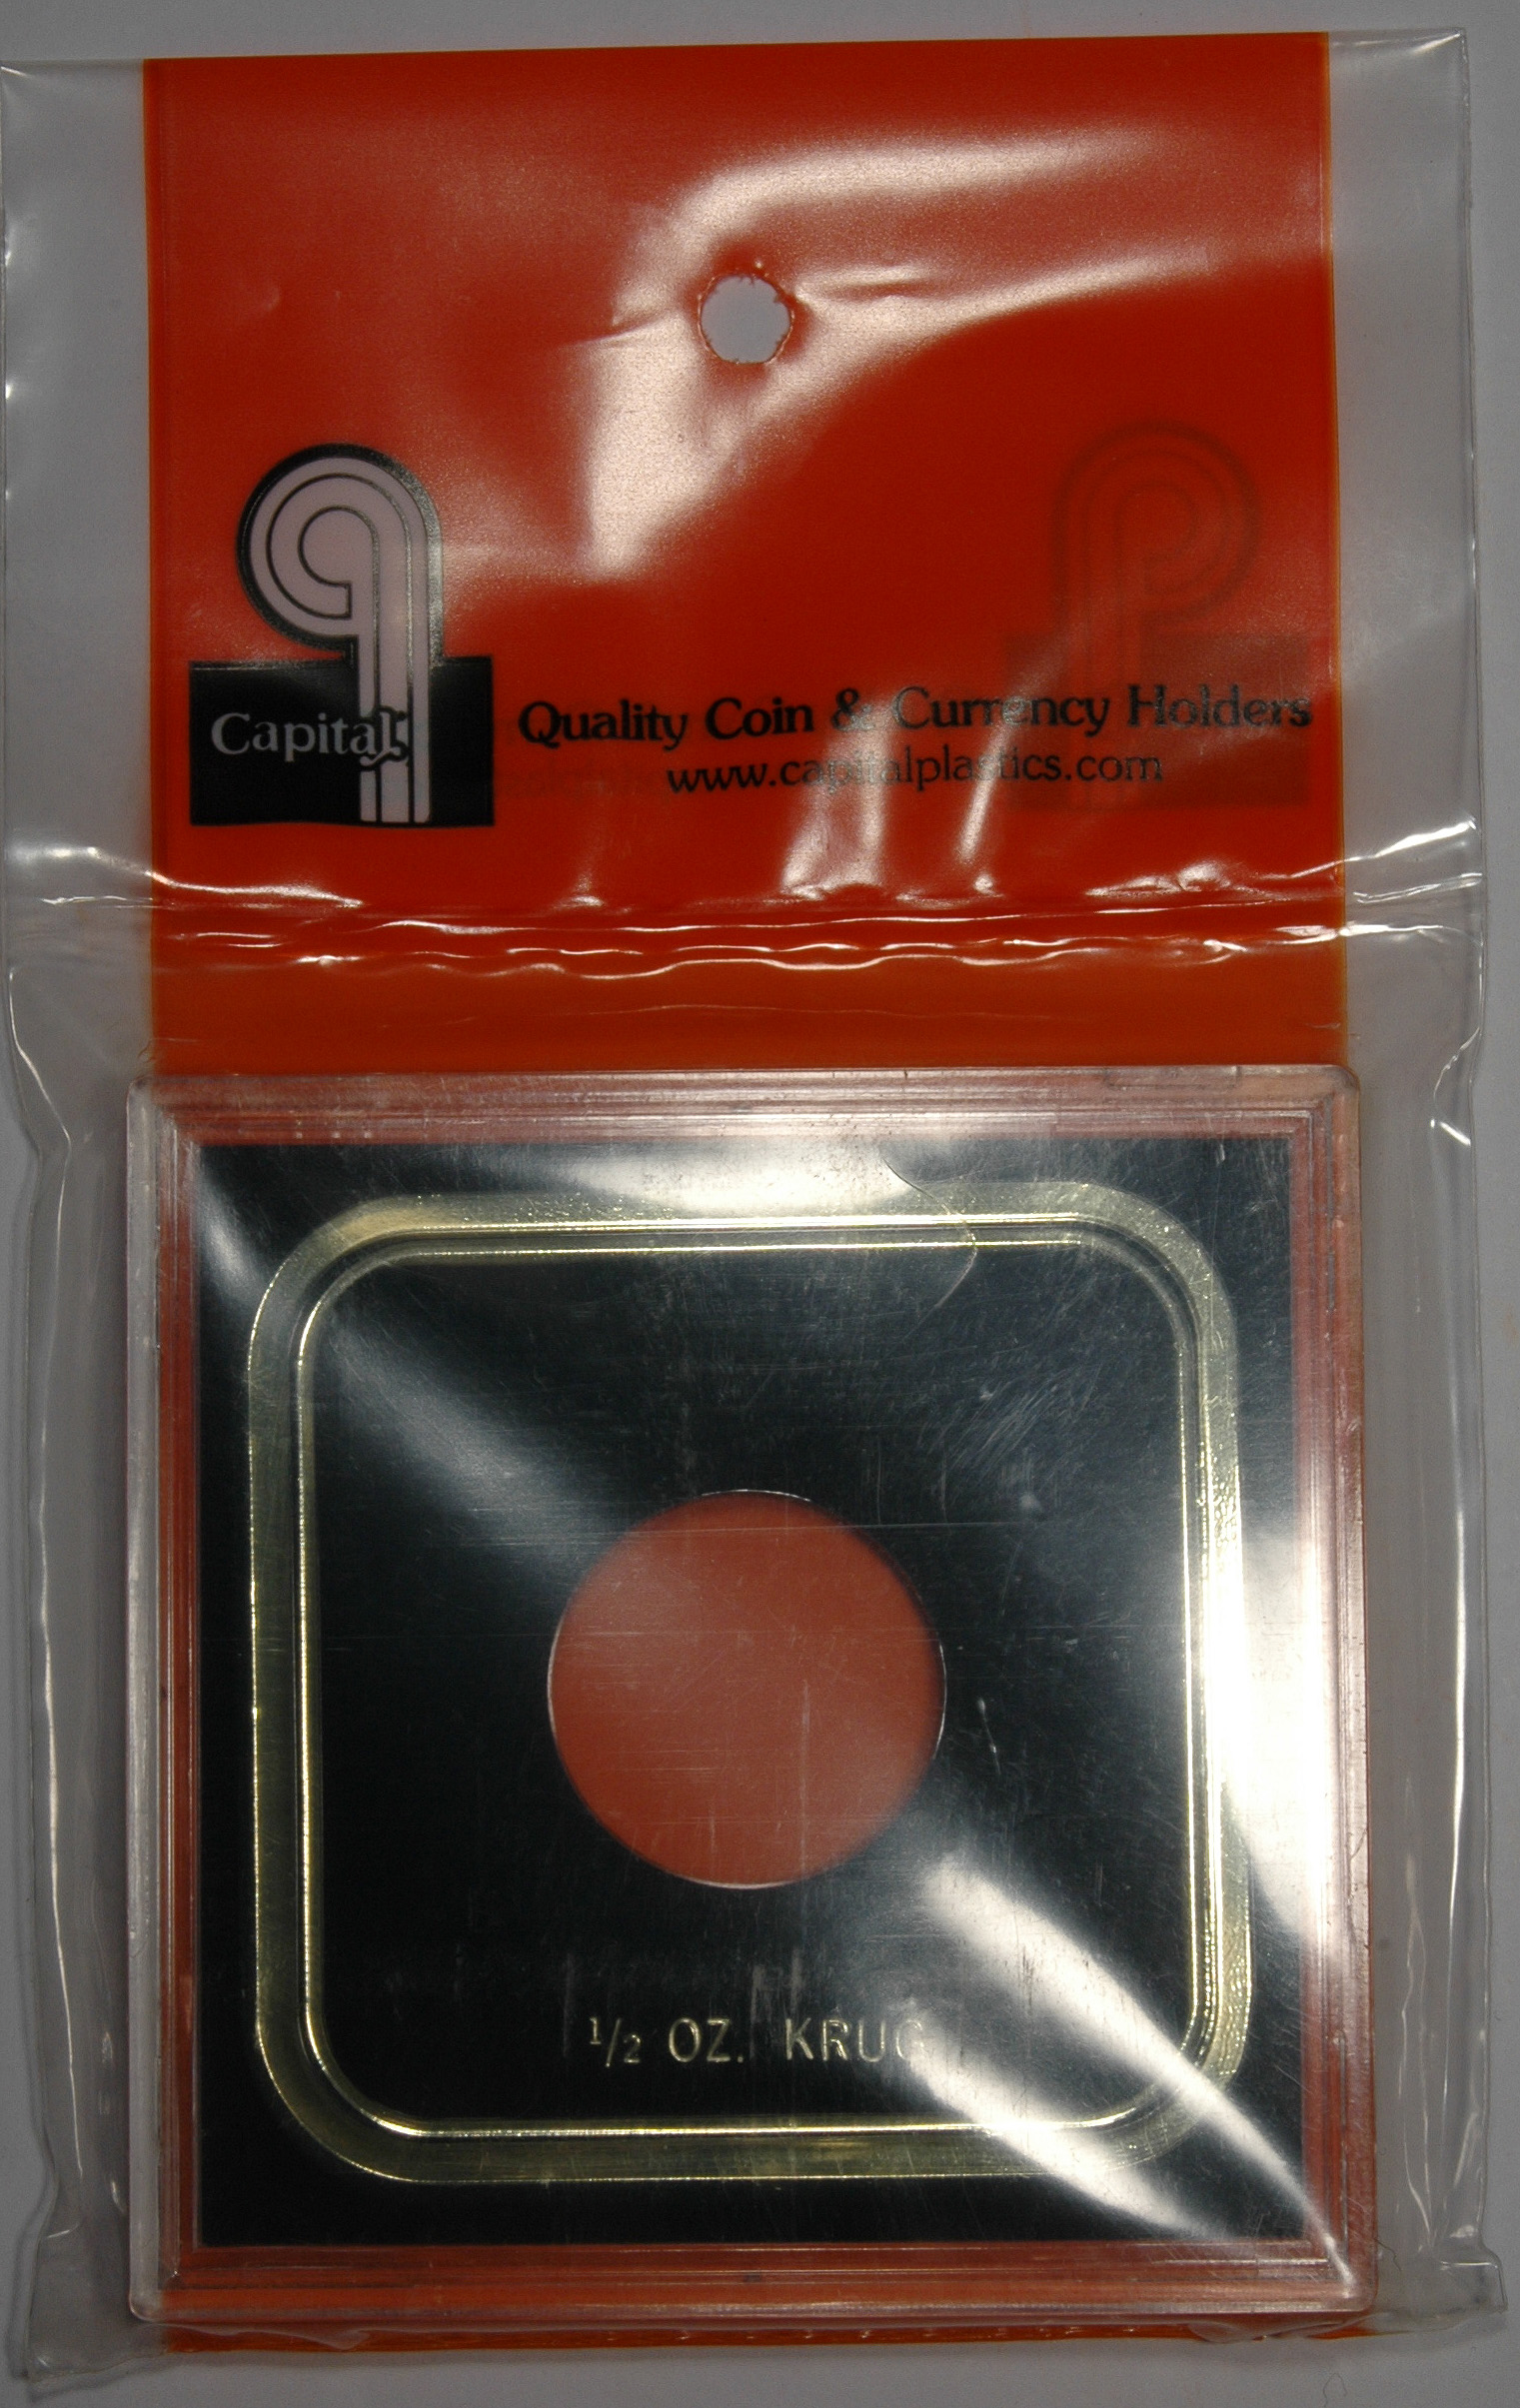 Capital
Quality Coin & Currency Holders
www.capitalplastics.com
1/2 OZ. KRUG